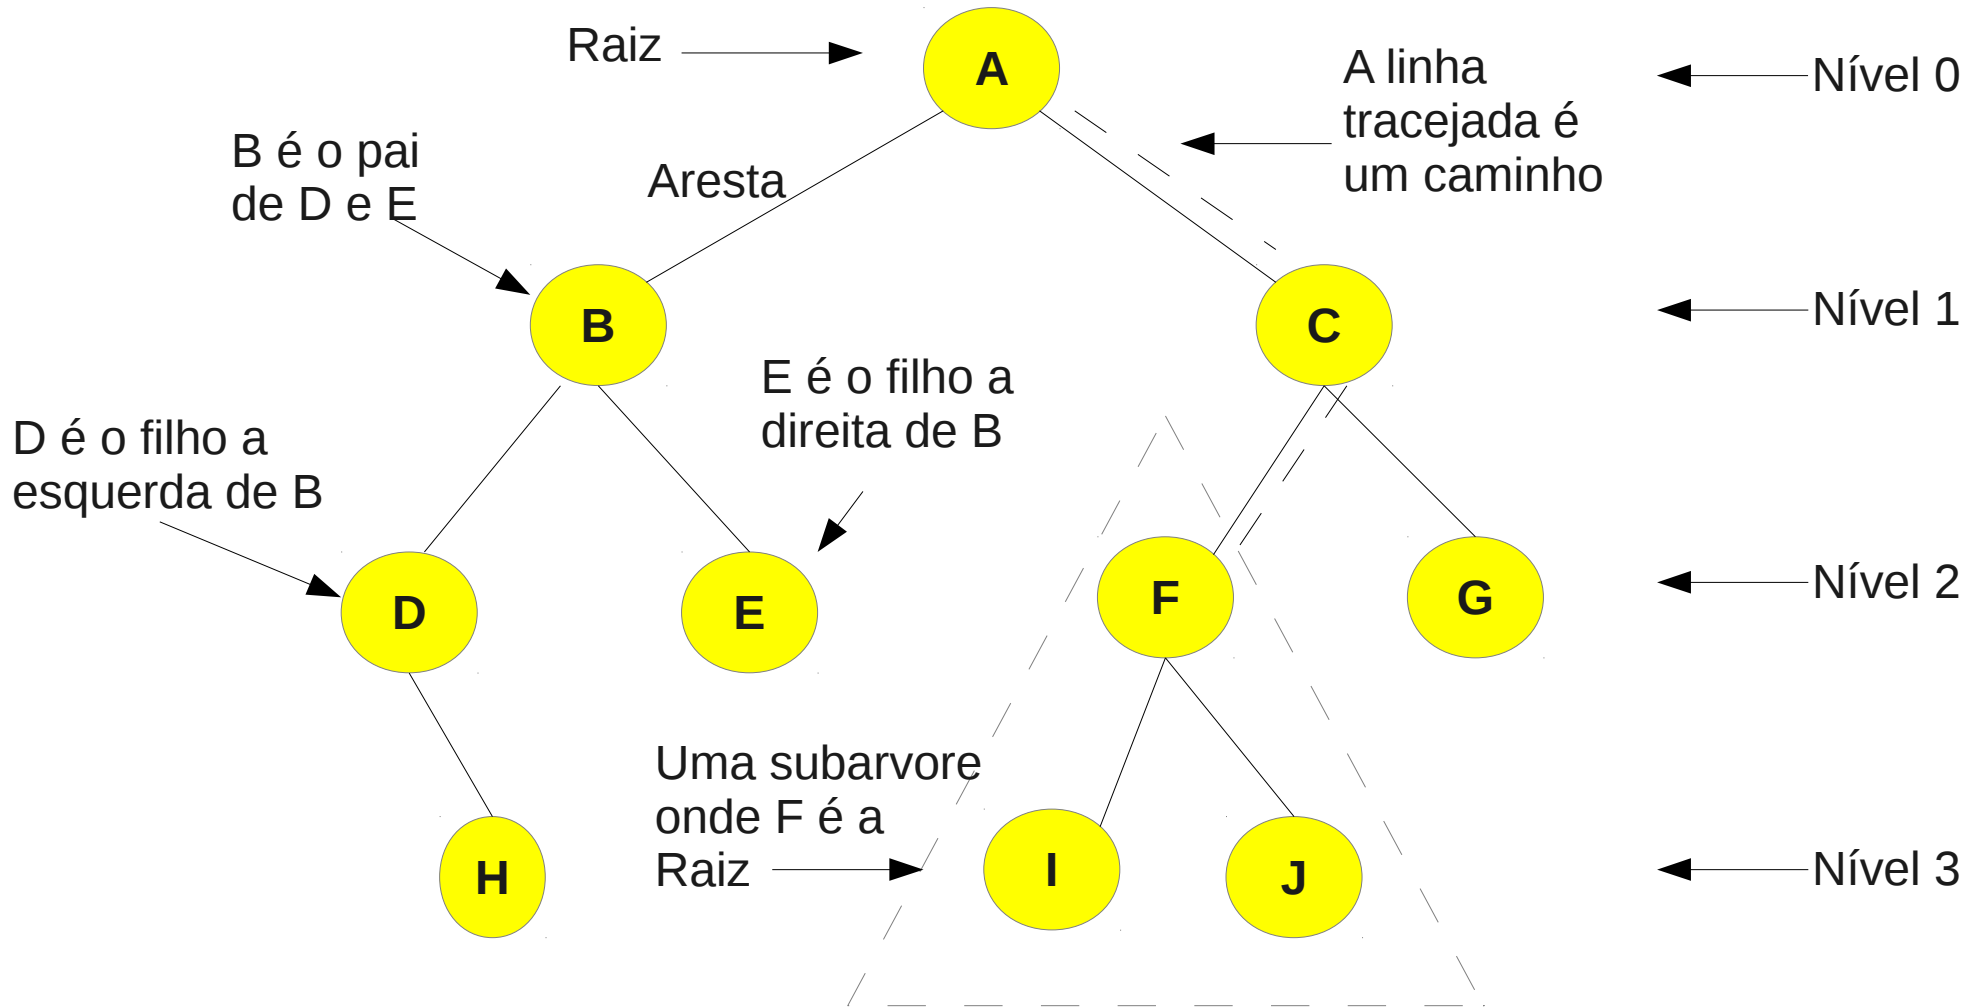 Raiz
A
A linha
tracejada é
um caminho
Nível 0
B é o pai
de D e E
Aresta
B
C
Nível 1
E é o filho a
direita de B
D é o filho a
esquerda de B
D
E
F
G
Nível 2
Uma subarvore
onde F é a
Raiz
H
I
J
Nível 3